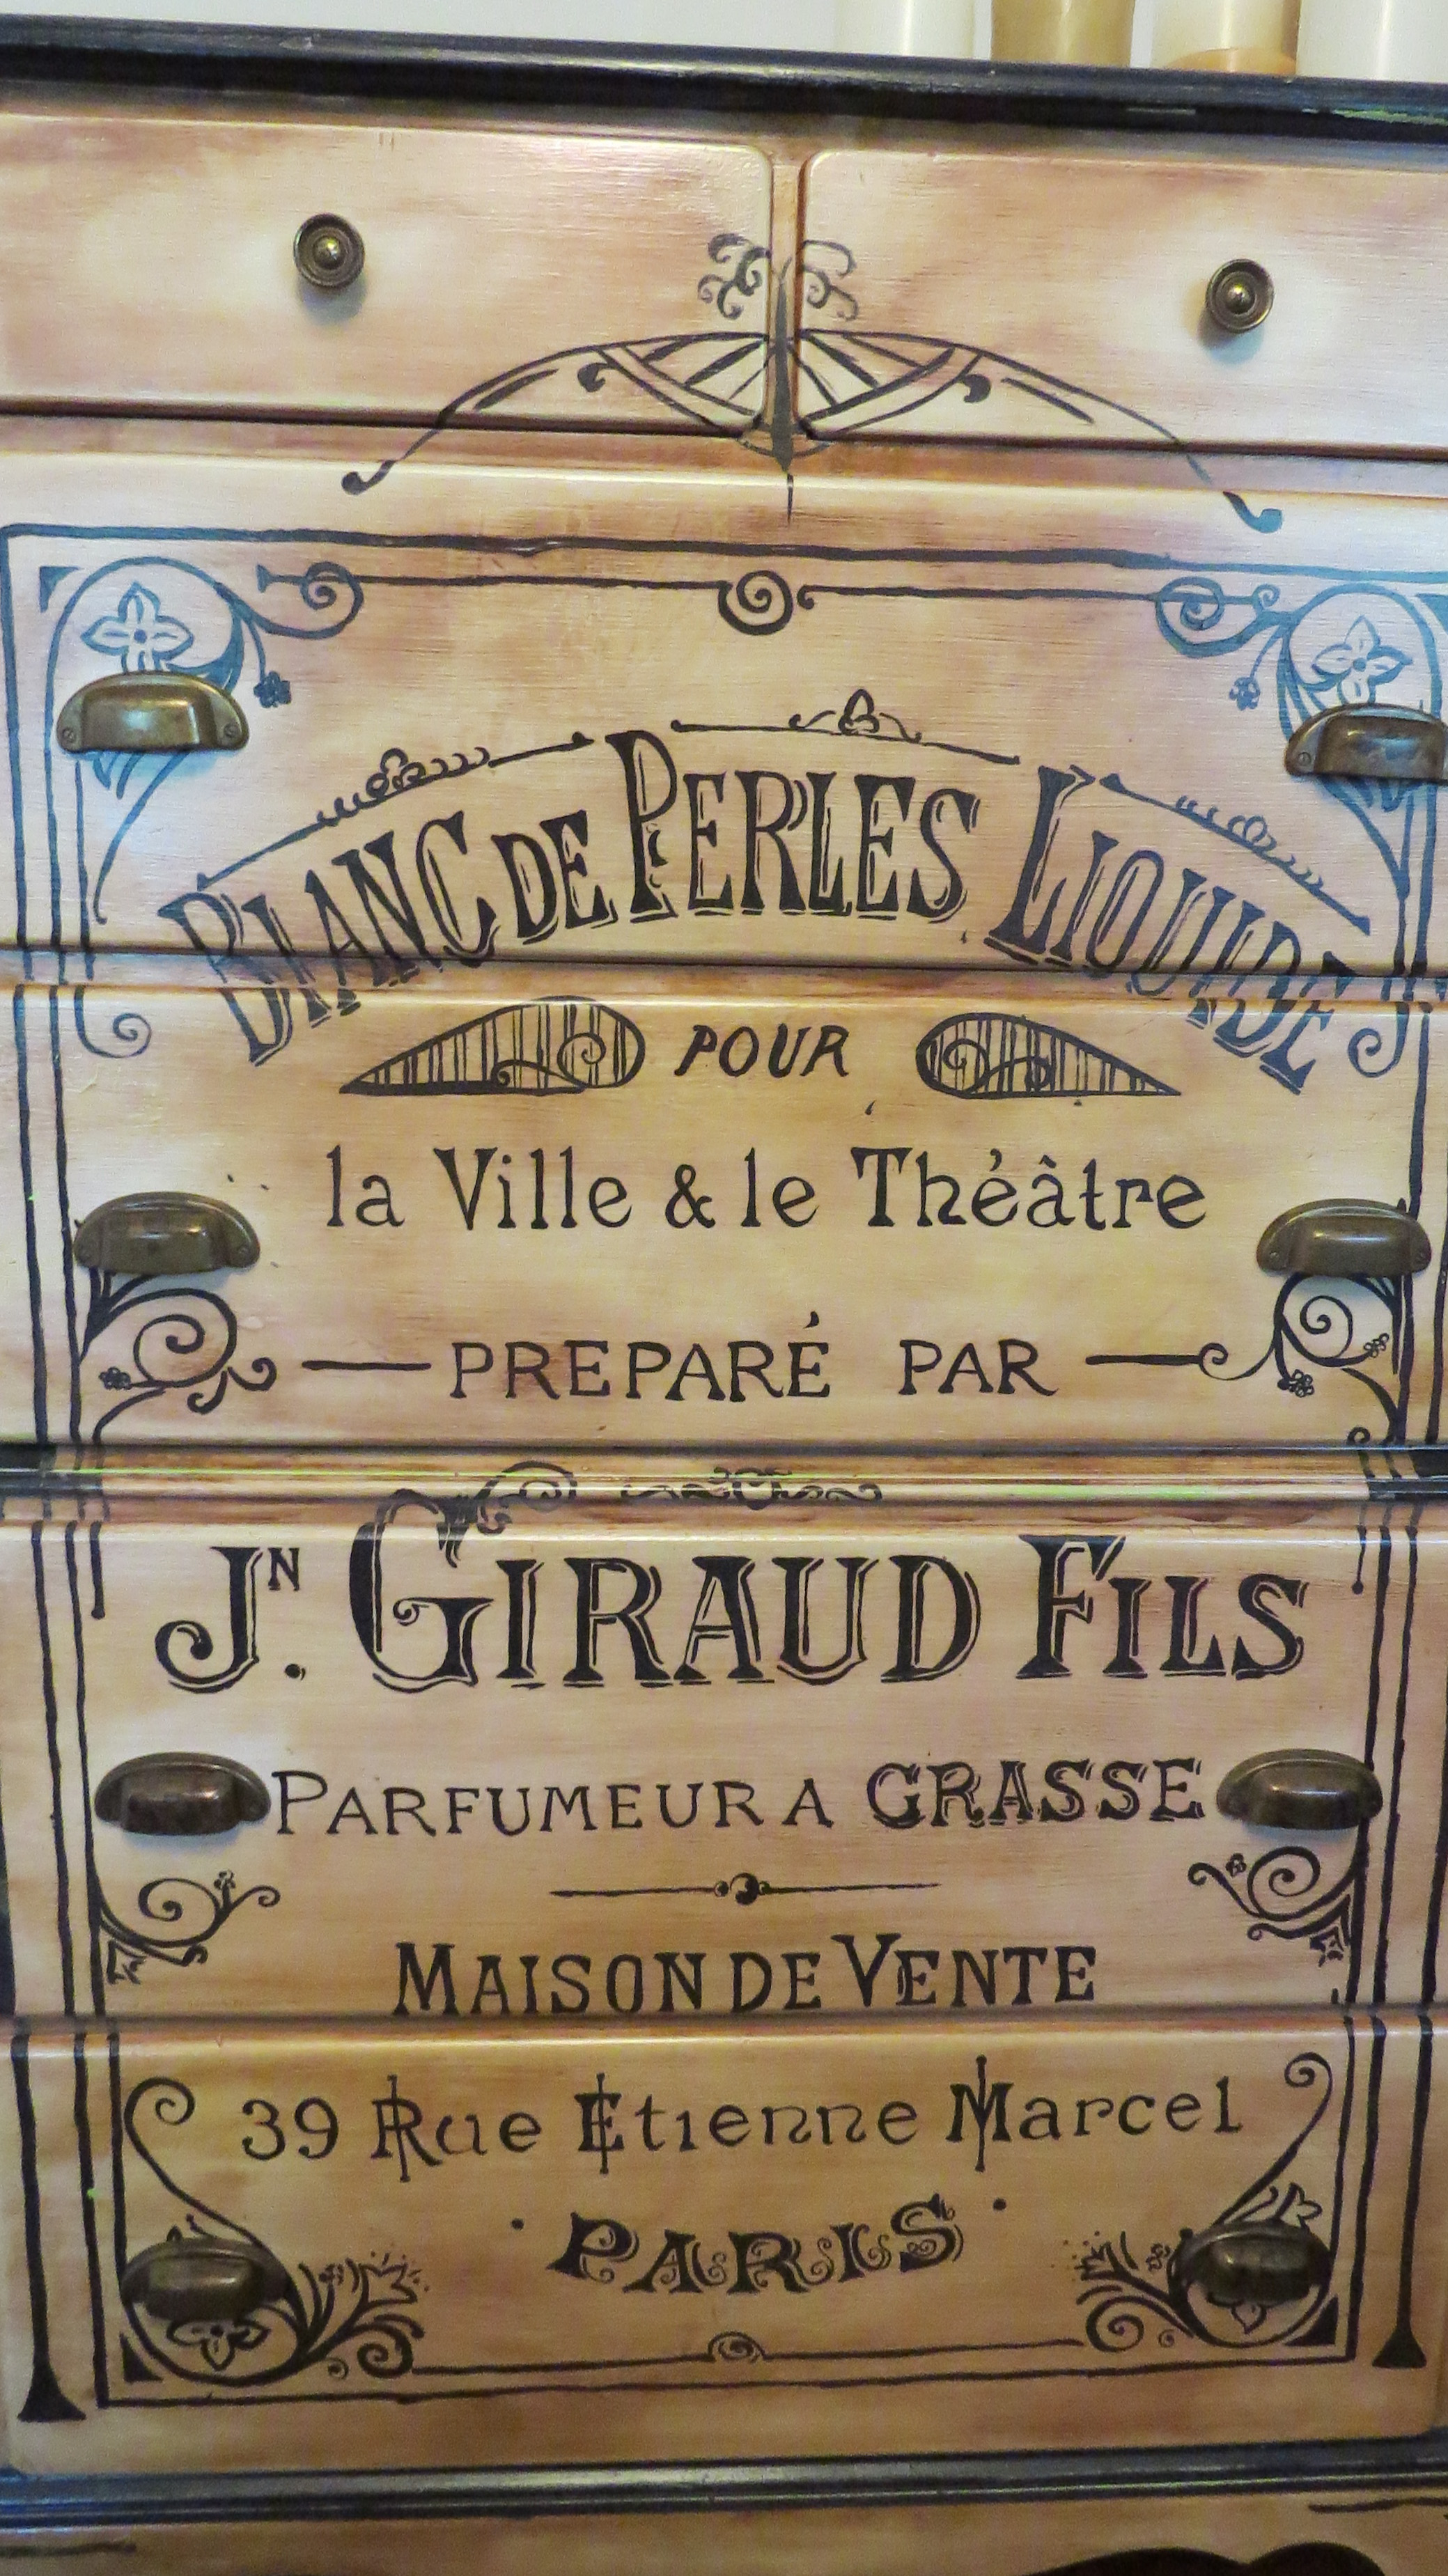 BLANC DE PERLES LIQUIDE
POUR
la Ville & le Théâtre
PREPARÉ PAR
JN. GIRAUD FILS
PARFUMEUR A GRASSE
MAISON DE VENTE
39 Rue Etienne Marcel
PARIS